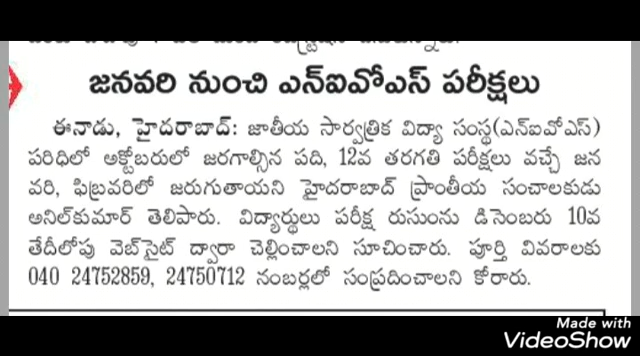 జనవరి నుంచి ఎన్ఐవోఎస్ పరీక్షలు
ఈనాడు, హైదరాబాద్: జాతీయ సార్వత్రిక విద్యా సంస్థ(ఎన్ఐవోఎస్)
పరిధిలో అక్టోబరులో జరగాల్సిన పది, 12వ తరగతి పరీక్షలు వచ్చే జన
వరి, ఫిబ్రవరిలో జరుగుతాయని హైదరాబాద్ ప్రాంతీయ సంచాలకుడు
అనిల్‌కుమార్ తెలిపారు. విద్యార్థులు పరీక్ష రుసుంను డిసెంబరు 10వ
తేదీలోపు వెబ్‌సైట్ ద్వారా చెల్లించాలని సూచించారు. పూర్తి వివరాలకు
040 24752859, 24750712 నంబర్లలో సంప్రదించాలని కోరారు.
Made with
VideoShow